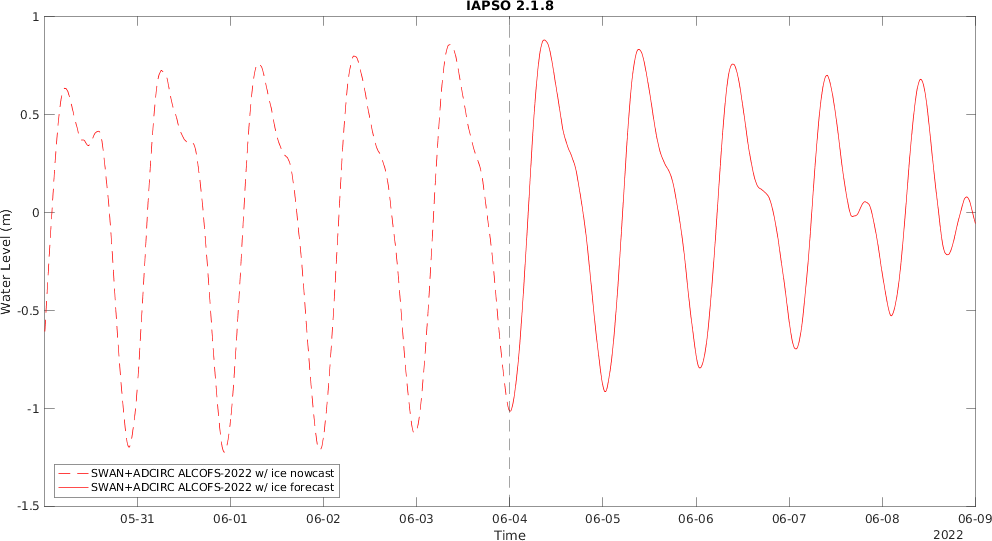 IAPSO 2.1.8
Water Level (m)
1
0.5
0
-0.5
-1
-1.5
SWAN+ADCIRC ALCOFS-2022 w/ ice nowcast
SWAN+ADCIRC ALCOFS-2022 w/ ice forecast
05-31 06-01 06-02 06-03 06-04 06-05 06-06 06-07 06-08 06-09
Time
2022